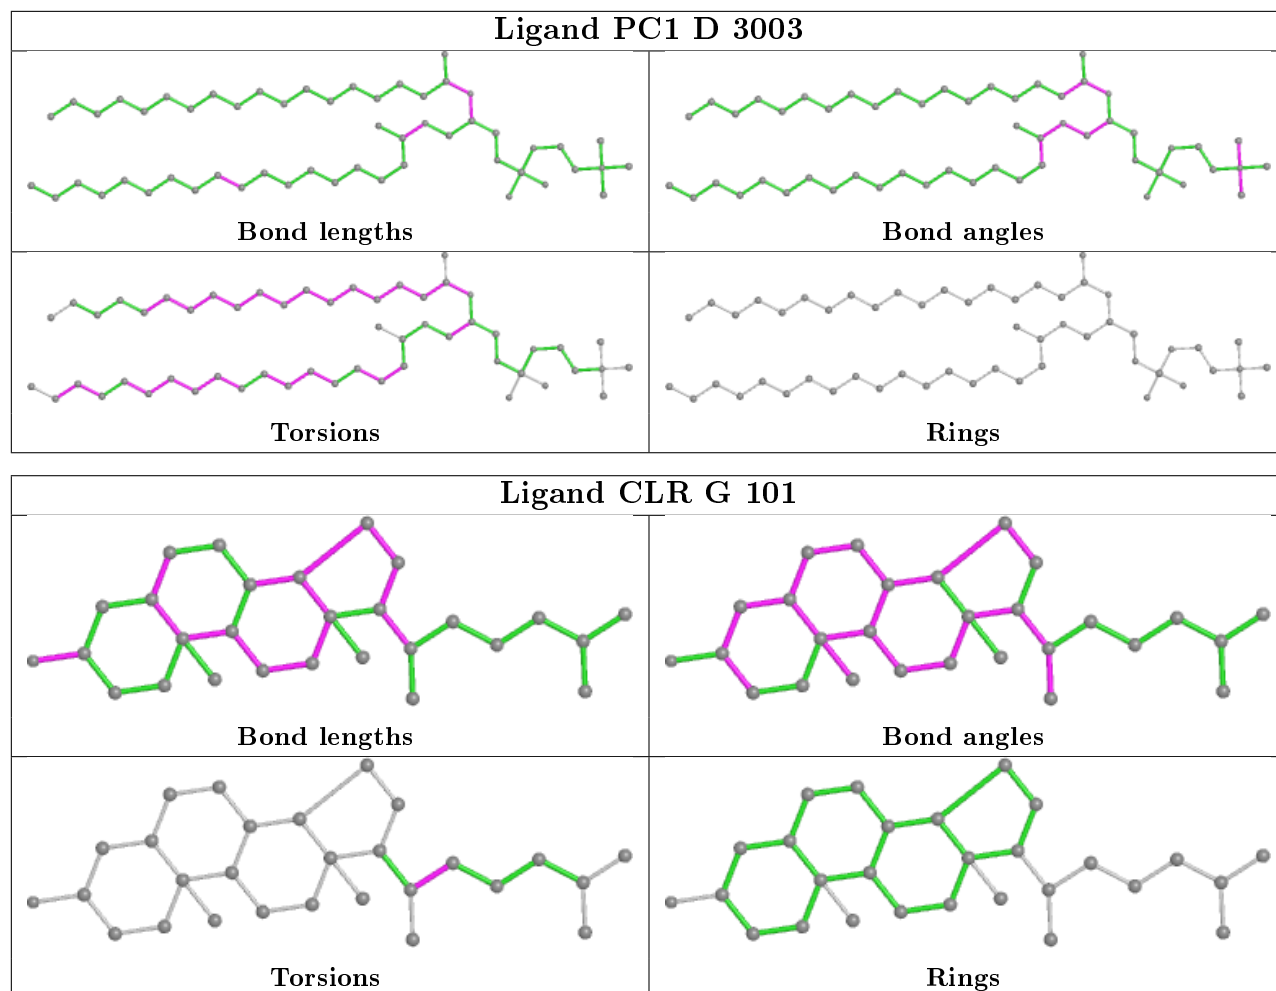 Ligand PC1 D 3003
Bond lengths
Bond angles
Torsions
Rings
Ligand CLR G 101
Bond lengths
Bond angles
Torsions
Rings